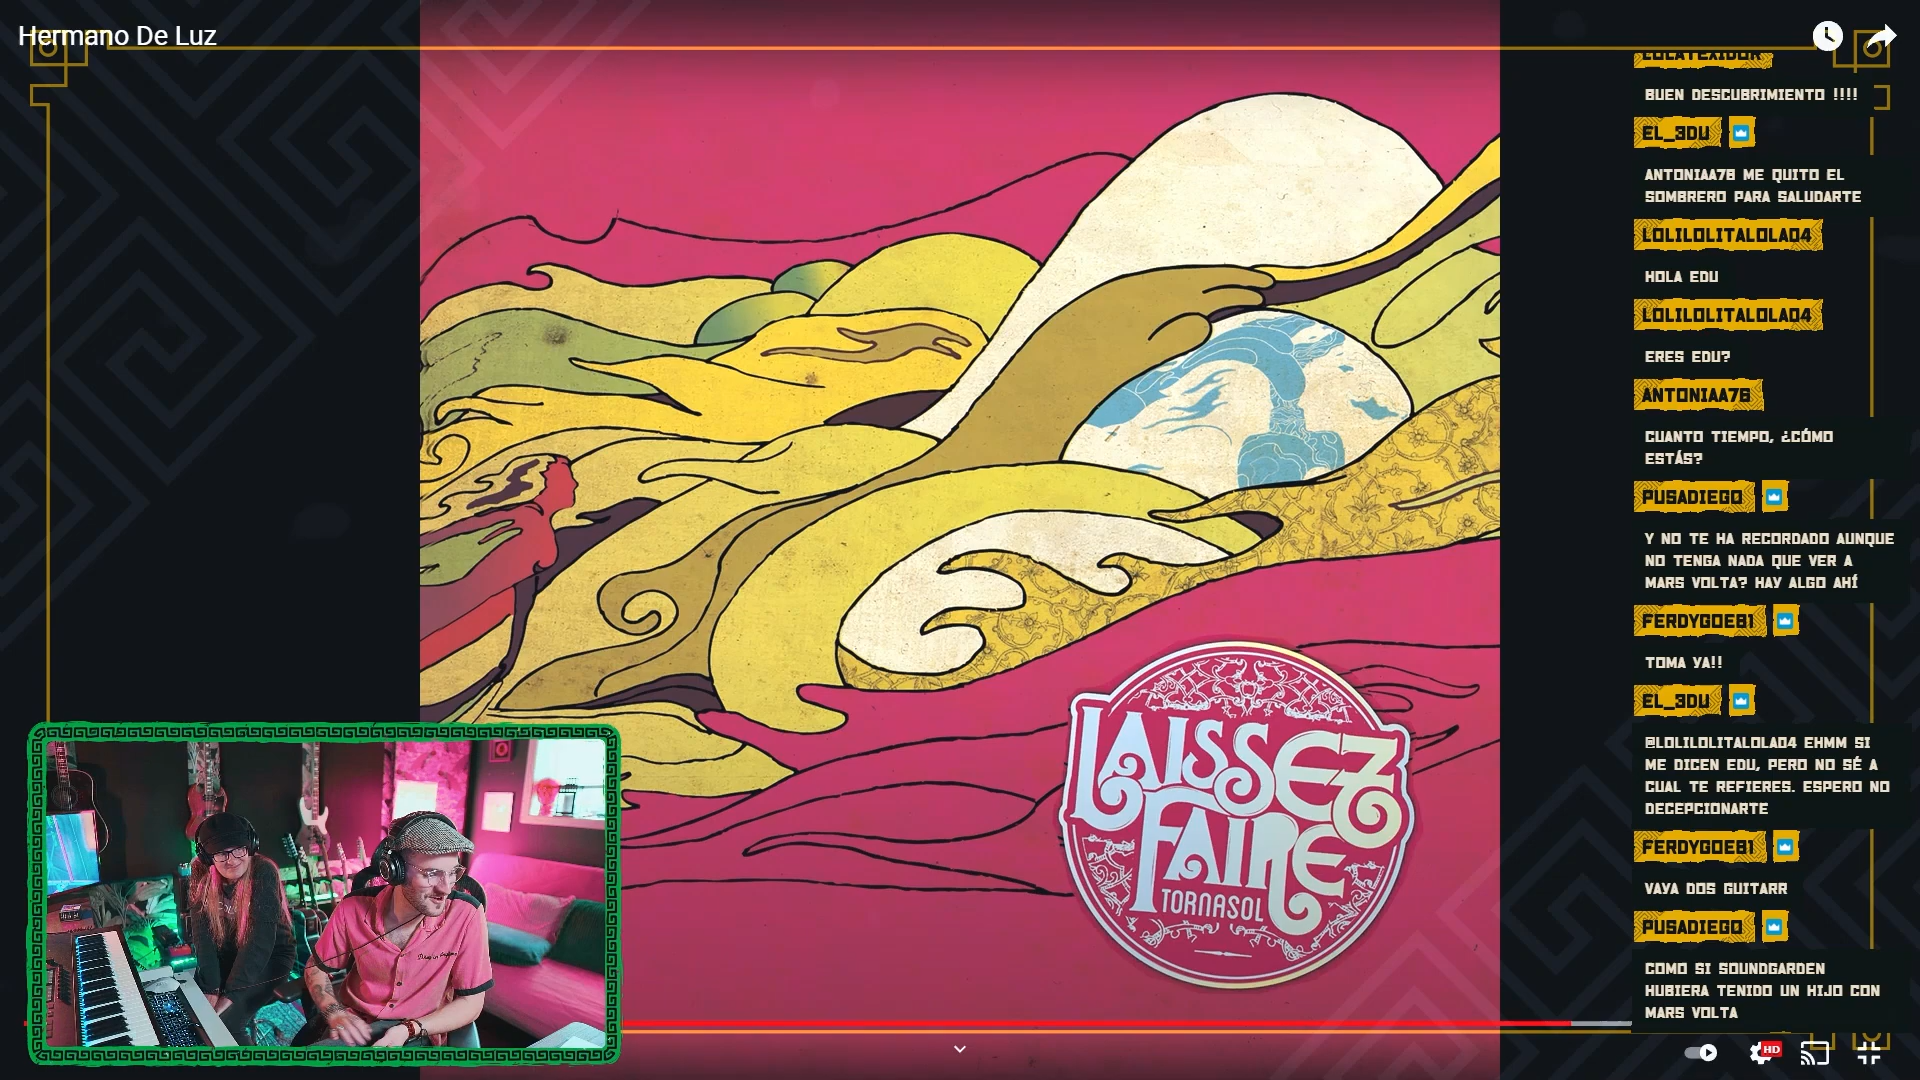 Hermano De Luz
LOLATEXIDOR
BUEN DESCUBRIMIENTO !!!!
EL_3DU
ANTONIAA78 ME QUITO EL
SOMBRERO PARA SALUDARTE
LOLILOLITALOLA04
HOLA EDU
LOLILOLITALOLA04
ERES EDU?
ANTONIAA78
CUANTO TIEMPO, ¿CÓMO
ESTÁS?
PUSADIEGO
Y NO TE HA RECORDADO AUNQUE
NO TENGA NADA QUE VER A
MARS VOLTA? HAY ALGO AHÍ
FERDYGOE81
TOMA YA!!
EL_3DU
@LOLILOLITALOLA04 EHMM SI
ME DICEN EDU, PERO NO SÉ A
CUAL TE REFIERES. ESPERO NO
DECEPCIONARTE
FERDYGOE81
VAYA DOS GUITARR
PUSADIEGO
COMO SI SOUNDGARDEN
HUBIERA TENIDO UN HIJO CON
MARS VOLTA
LAISSEZ
FAIRE
TORNASOL
HD